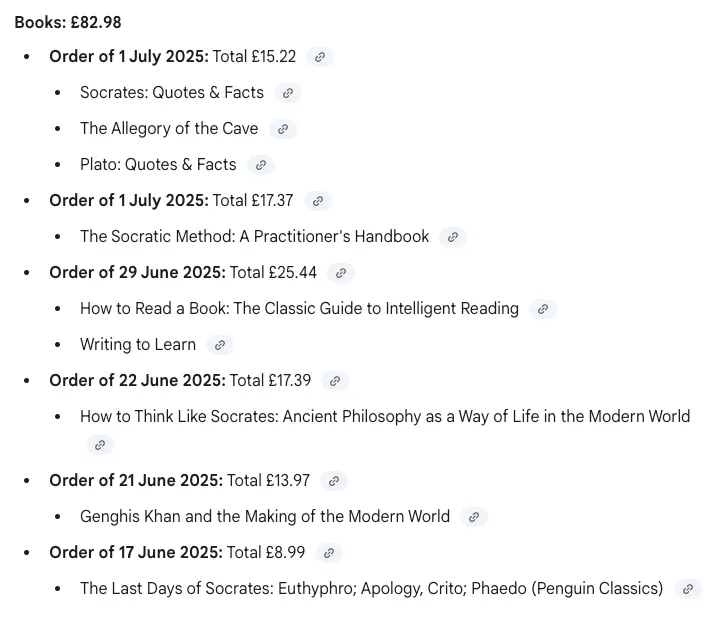 Books: £82.98
Order of 1 July 2025: Total £15.22
Socrates: Quotes & Facts
The Allegory of the Cave
Plato: Quotes & Facts
Order of 1 July 2025: Total £17.37
The Socratic Method: A Practitioner's Handbook
Order of 29 June 2025: Total £25.44
How to Read a Book: The Classic Guide to Intelligent Reading
Writing to Learn
Order of 22 June 2025: Total £17.39
How to Think Like Socrates: Ancient Philosophy as a Way of Life in the Modern World
Order of 21 June 2025: Total £13.97
Genghis Khan and the Making of the Modern World
Order of 17 June 2025: Total £8.99
The Last Days of Socrates: Euthyphro; Apology, Crito; Phaedo (Penguin Classics)